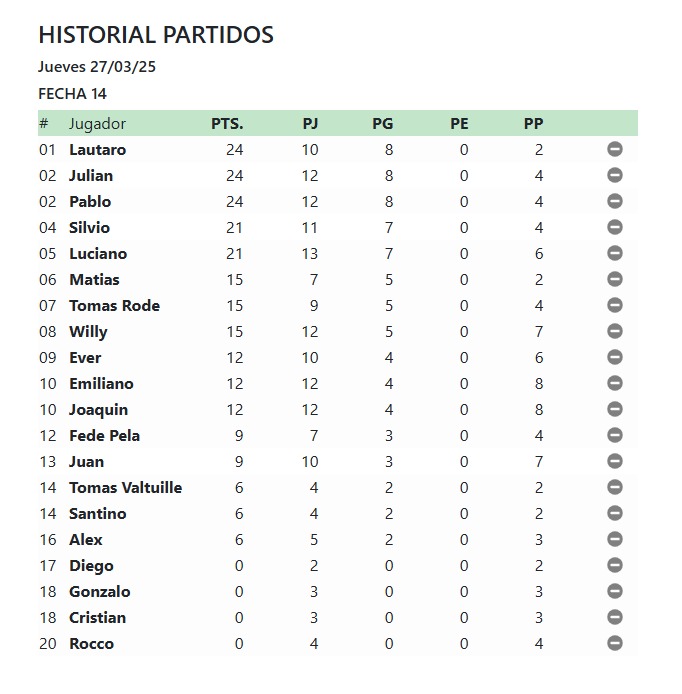 HISTORIAL PARTIDOS
Jueves 27/03/25
FECHA 14
# Jugador PTS. PJ PG PE PP
01 Lautaro 24 10 8 0 2
02 Julian 24 12 8 0 4
02 Pablo 24 12 8 0 4
04 Silvio 21 11 7 0 4
05 Luciano 21 13 7 0 6
06 Matias 15 7 5 0 2
07 Tomas Rode 15 9 5 0 4
08 Willy 15 12 5 0 7
09 Ever 12 10 4 0 6
10 Emiliano 12 12 4 0 8
10 Joaquin 12 12 4 0 8
12 Fede Pela 9 7 3 0 4
13 Juan 9 10 3 0 7
14 Tomas Valtuille 6 4 2 0 2
14 Santino 6 4 2 0 2
16 Alex 6 5 2 0 3
17 Diego 0 2 0 0 2
18 Gonzalo 0 3 0 0 3
18 Cristian 0 3 0 0 3
20 Rocco 0 4 0 0 4